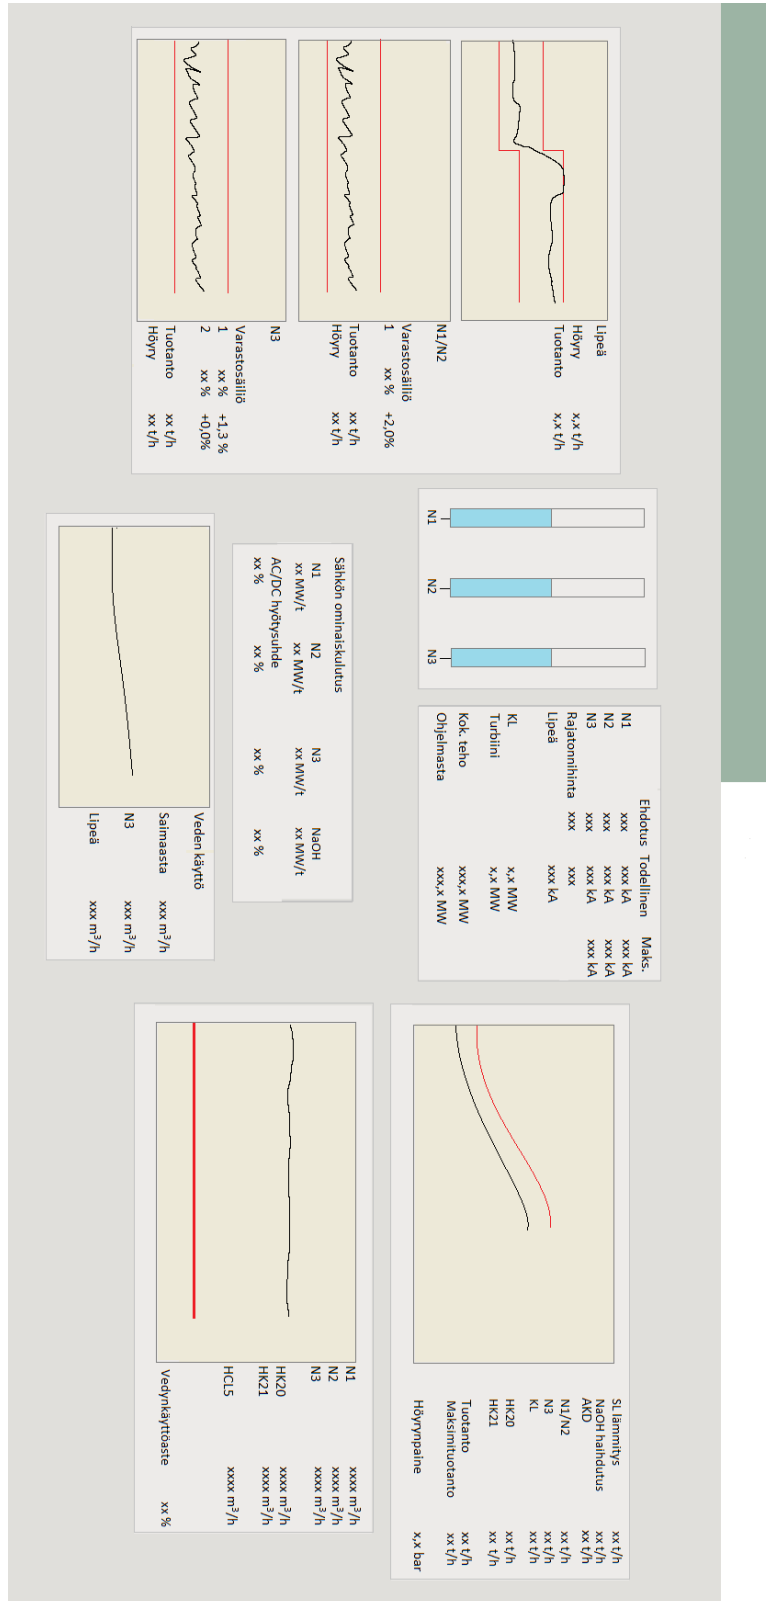 Lipeä
Höyry x,x t/h
Tuotanto x,x t/h
N1/N2
Varastosäiliö
1 xx % +2,0%
Tuotanto xx t/h
Höyry xx t/h
N3
Varastosäiliö
1 xx % +1,3 %
2 xx % +0,0%
Tuotanto xx t/h
Höyry xx t/h
N1
N2
N3
Ehdotus Todellinen Maks.
N1 xxx xxx kA xxx kA
N2 xxx xxx kA xxx kA
N3 xxx xxx kA xxx kA
Rajatonnihinta xxx xxx
Lipeä xxx kA
KL x,x MW
Turbiini x,x MW
Kok. teho xxx,x MW
Ohjelmasta xxx,x MW
Sähkön ominaiskulutus
N1 N2 N3 NaOH
xx MW/t xx MW/t xx MW/t xx MW/t
AC/DC hyötysuhde
xx % xx % xx % xx %
Veden käyttö
Saimaasta xxx m³/h
N3 xxx m³/h
Lipeä xxx m³/h
SL lämmitys xx t/h
NaOH haihdutus xx t/h
AKD xx t/h
N1/N2 xx t/h
N3 xx t/h
KL xx t/h
HK20 xx t/h
HK21 xx t/h
Tuotanto xx t/h
Maksimituotanto xx t/h
Höyrynpaine x,x bar
N1 xxxx m³/h
N2 xxxx m³/h
N3 xxxx m³/h
HK20 xxxx m³/h
HK21 xxxx m³/h
HCL5 xxxx m³/h
Vedynkäyttöaste xx %